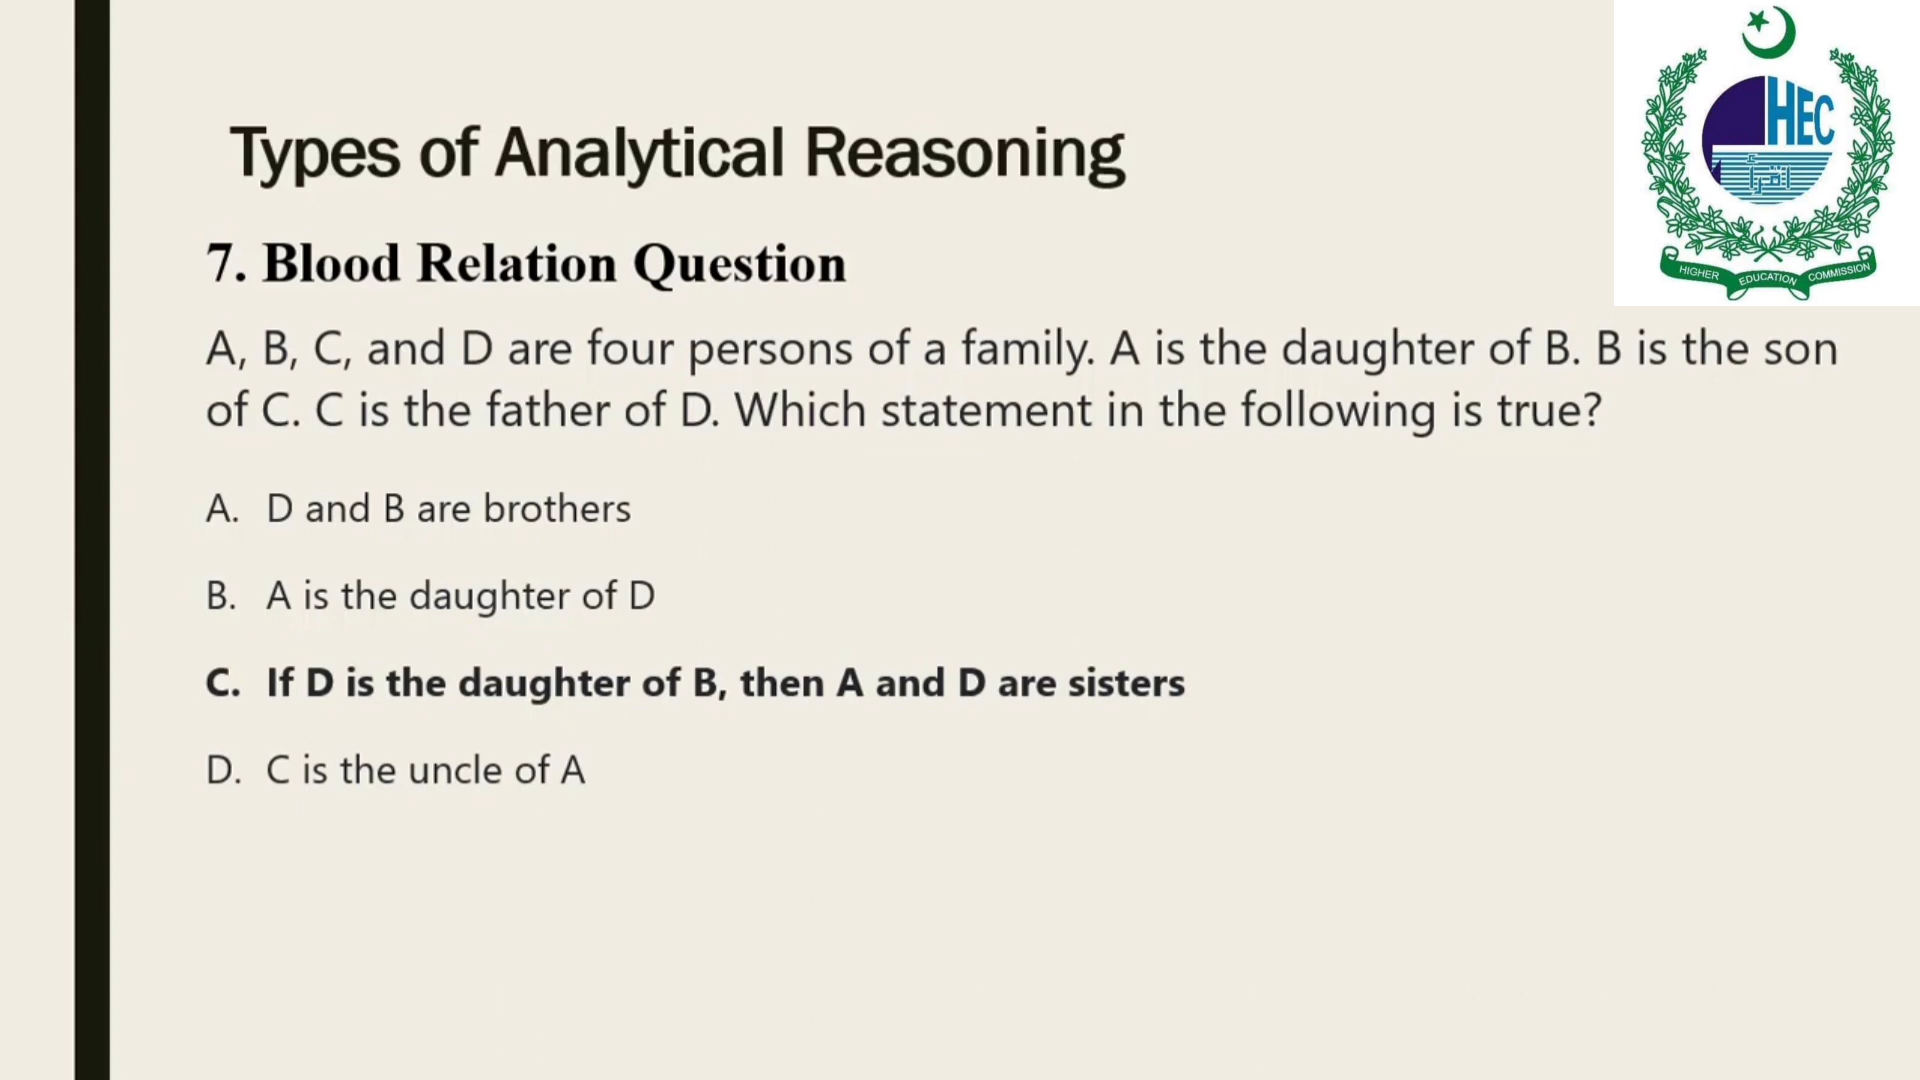 HEC
اقرأ
HIGHER EDUCATION COMMISSION
Types of Analytical Reasoning
7. Blood Relation Question
A, B, C, and D are four persons of a family. A is the daughter of B. B is the son
of C. C is the father of D. Which statement in the following is true?
A. D and B are brothers
B. A is the daughter of D
C. If D is the daughter of B, then A and D are sisters
D. C is the uncle of A